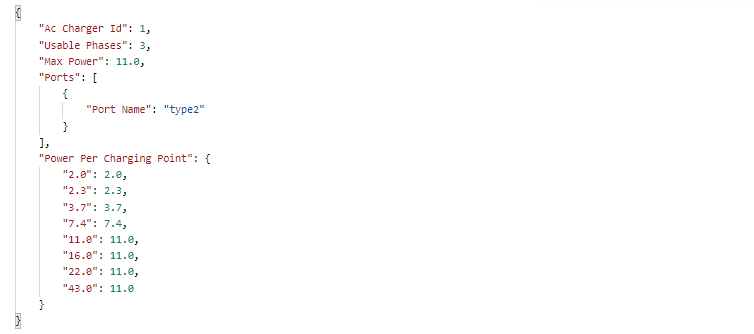 {
"Ac Charger Id": 1,
"Usable Phases": 3,
"Max Power": 11.0,
"Ports": [
{
"Port Name": "type2"
}
],
"Power Per Charging Point": {
"2.0": 2.0,
"2.3": 2.3,
"3.7": 3.7,
"7.4": 7.4,
"11.0": 11.0,
"16.0": 11.0,
"22.0": 11.0,
"43.0": 11.0
}
}